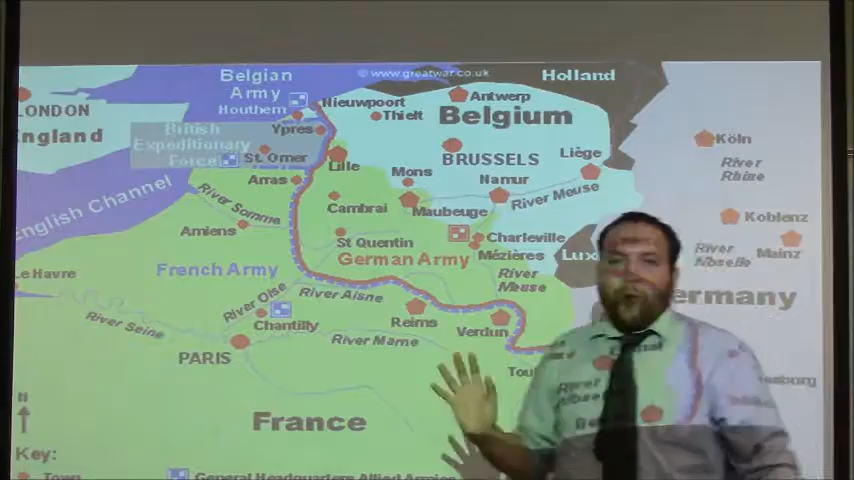 © www.greatwar.co.uk
Holland
Belgian
Army
Houthem
Nieuwpoort
Antwerp
LONDON
England
Thielt
Belgium
British
Expeditionary
Force
Ypres
Köln
St. Omer
Lille
BRUSSELS
Liège
River
Rhine
Arras
Mons
Namur
River Meuse
English Channel
River Somme
Cambrai
Maubeuge
Koblenz
Amiens
St Quentin
Charleville
Mézières
German Army
Lux
River
Moselle
Mainz
Le Havre
French Army
River
Meuse
River Oise
River Aisne
ermany
River Seine
Chantilly
Reims
Verdun
River Marne
PARIS
Tou
France
N
Key:
Town
General Headquarters Allied Armies